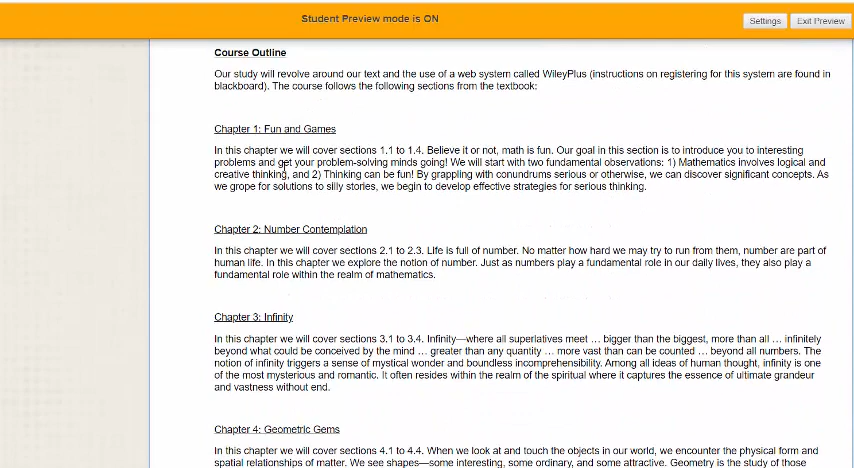 Student Preview mode is ON
Settings
Exit Preview
Course Outline
Our study will revolve around our text and the use of a web system called WileyPlus (instructions on registering for this system are found in
blackboard). The course follows the following sections from the textbook:
Chapter 1: Fun and Games
In this chapter we will cover sections 1.1 to 1.4. Believe it or not, math is fun. Our goal in this section is to introduce you to interesting
problems and get your problem-solving minds going! We will start with two fundamental observations: 1) Mathematics involves logical and
creative thinking, and 2) Thinking can be fun! By grappling with conundrums serious or otherwise, we can discover significant concepts. As
we grope for solutions to silly stories, we begin to develop effective strategies for serious thinking.
Chapter 2: Number Contemplation
In this chapter we will cover sections 2.1 to 2.3. Life is full of number. No matter how hard we may try to run from them, number are part of
human life. In this chapter we explore the notion of number. Just as numbers play a fundamental role in our daily lives, they also play a
fundamental role within the realm of mathematics.
Chapter 3: Infinity
In this chapter we will cover sections 3.1 to 3.4. Infinity—where all superlatives meet … bigger than the biggest, more than all … infinitely
beyond what could be conceived by the mind … greater than any quantity … more vast than can be counted … beyond all numbers. The
notion of infinity triggers a sense of mystical wonder and boundless incomprehensibility. Among all ideas of human thought, infinity is one
of the most mysterious and romantic. It often resides within the realm of the spiritual where it captures the essence of ultimate grandeur
and vastness without end.
Chapter 4: Geometric Gems
In this chapter we will cover sections 4.1 to 4.4. When we look at and touch the objects in our world, we encounter the physical form and
spatial relationships of matter. We see shapes—some interesting, some ordinary, and some attractive. Geometry is the study of those